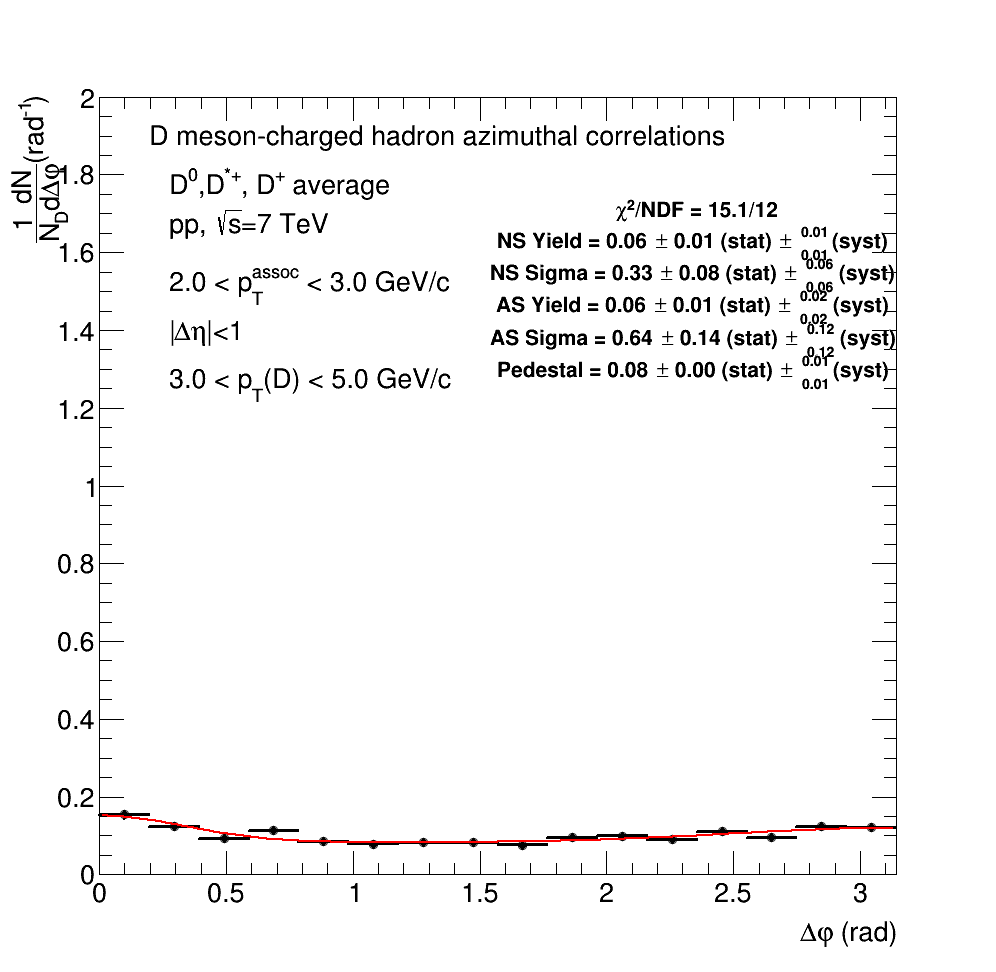 1 dN
N_D dΔφ (rad^-1)
D meson-charged hadron azimuthal correlations
D^0,D^*+, D^+ average
pp, √s=7 TeV
2.0 < p_T^assoc < 3.0 GeV/c
|Δη|<1
3.0 < p_T(D) < 5.0 GeV/c
χ²/NDF = 15.1/12
NS Yield = 0.06 ± 0.01 (stat) ± 0.01 0.01 (syst)
NS Sigma = 0.33 ± 0.08 (stat) ± 0.06 0.06 (syst)
AS Yield = 0.06 ± 0.01 (stat) ± 0.02 0.02 (syst)
AS Sigma = 0.64 ± 0.14 (stat) ± 0.12 0.12 (syst)
Pedestal = 0.08 ± 0.00 (stat) ± 0.01 0.01 (syst)
2
1.8
1.6
1.4
1.2
1
0.8
0.6
0.4
0.2
0
0 0.5 1 1.5 2 2.5 3
Δφ (rad)